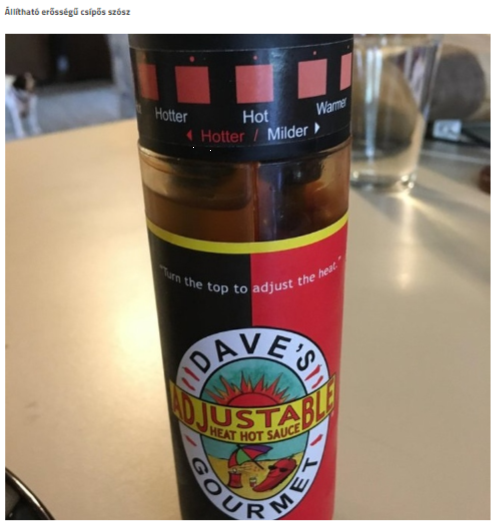 Állítható erősségű csípős szósz
Hotter Hot Warmer
Hotter / Milder
"Turn the top to adjust the heat."
DAVE'S
ADJUSTABLE
HEAT HOT SAUCE
GOURMET